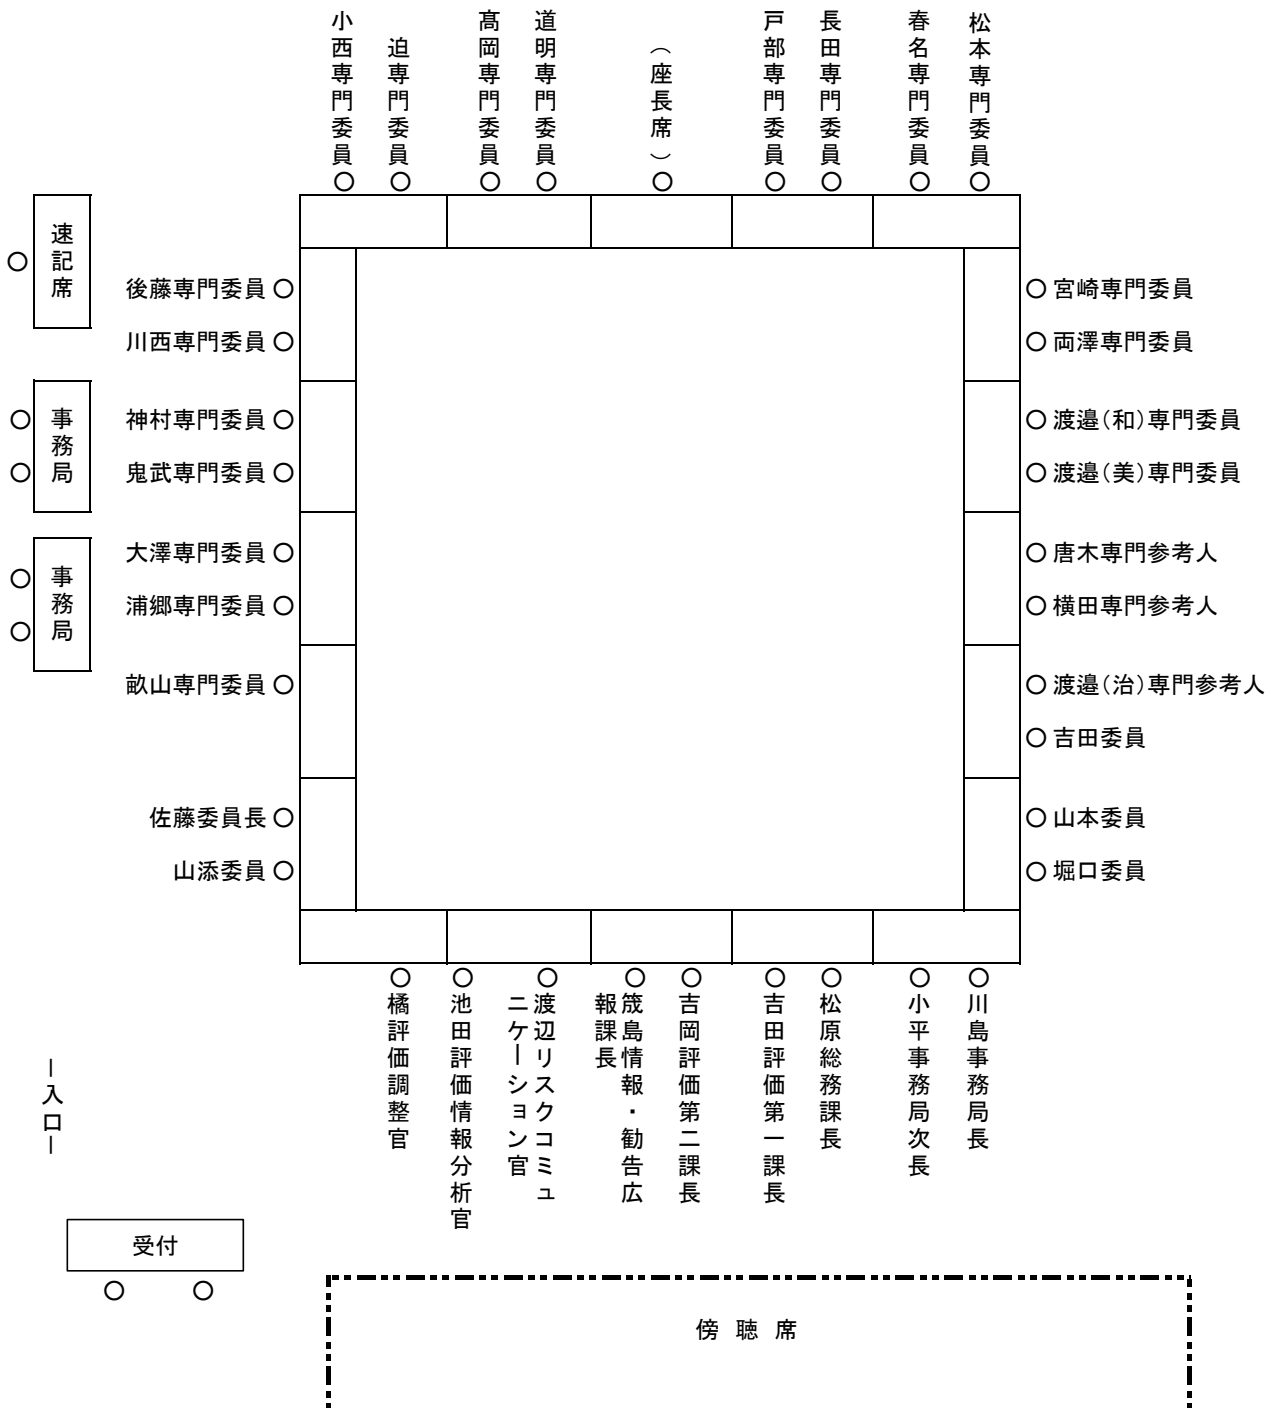 小西専門委員
迫専門委員
髙岡専門委員
道明専門委員
（座長席）
戸部専門委員
長田専門委員
春名専門委員
松本専門委員
速記席
後藤専門委員
宮崎専門委員
川西専門委員
両澤専門委員
事務局
神村専門委員
渡邉(和)専門委員
鬼武専門委員
渡邉(美)専門委員
事務局
大澤専門委員
唐木専門参考人
浦郷専門委員
横田専門参考人
畝山専門委員
渡邉(治)専門参考人
吉田委員
佐藤委員長
山本委員
山添委員
堀口委員
橘評価調整官
池田評価情報分析官
渡辺リスクコミュ
ニケーション官
筬島情報・勧告広
報課長
吉岡評価第二課長
吉田評価第一課長
松原総務課長
小平事務局次長
川島事務局長
ー入口ー
受付
傍聴席